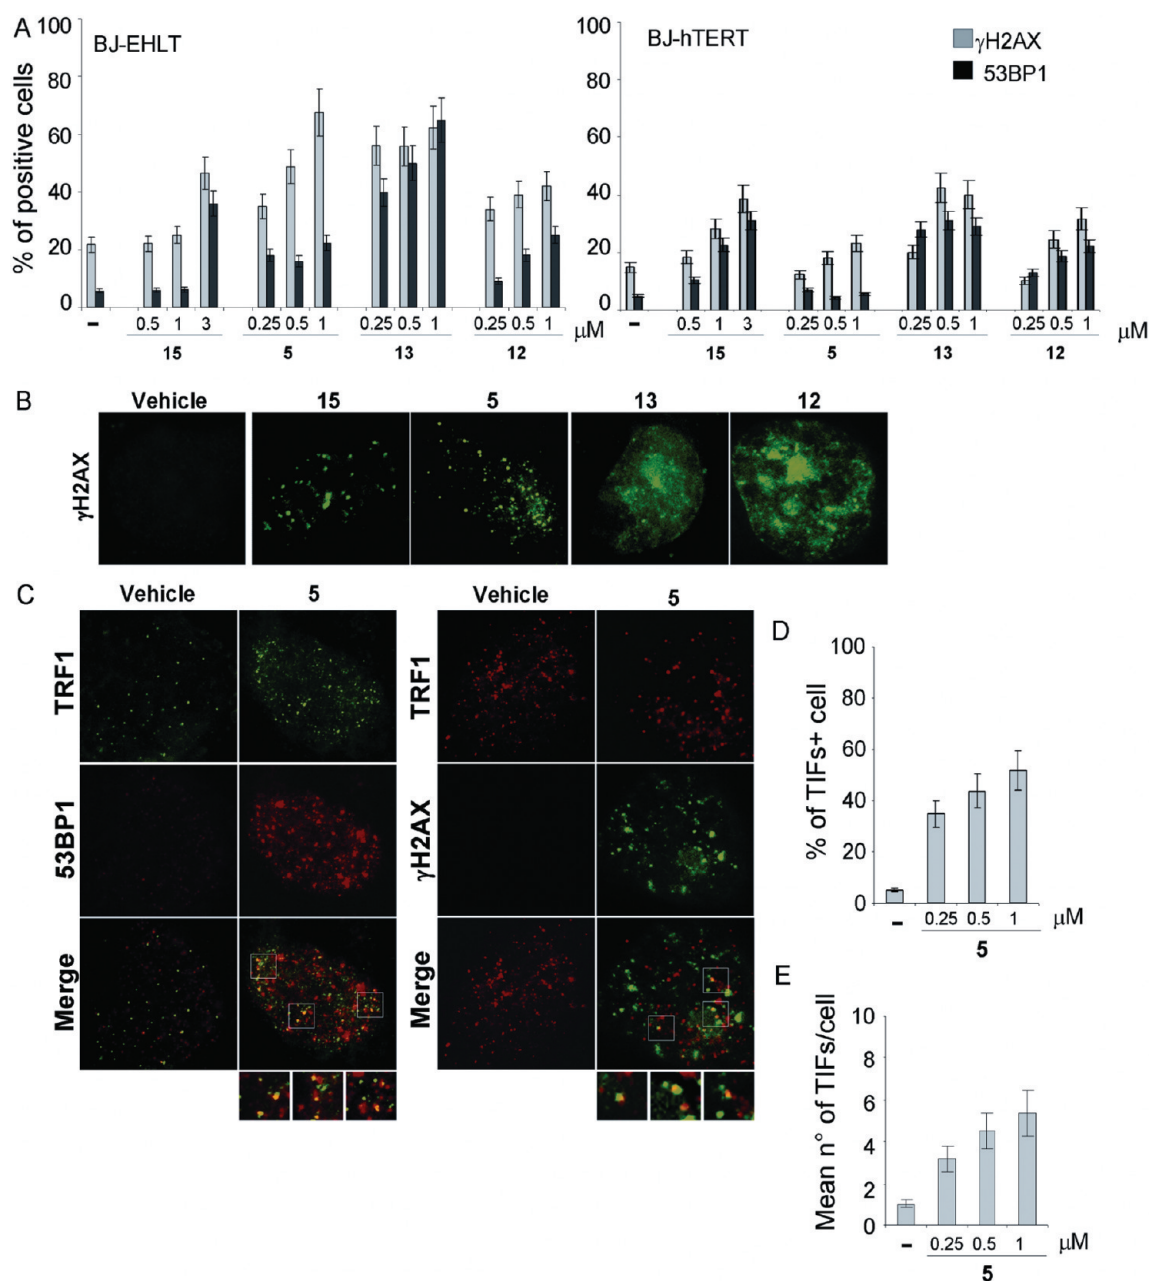 A
BJ-EHLT
% of positive cells
100
80
60
40
20
0
–
0.5 1 3
0.25 0.5 1
0.25 0.5 1
0.25 0.5 1
μM
15 5 13 12
BJ-hTERT
γH2AX
53BP1
100
80
60
40
20
0
–
0.5 1 3
0.25 0.5 1
0.25 0.5 1
0.25 0.5 1
μM
15 5 13 12
B
Vehicle 15 5 13 12
γH2AX
C
Vehicle 5
TRF1
53BP1
Merge
Vehicle 5
TRF1
γH2AX
Merge
D
% of TIFs+ cell
100
80
60
40
20
0
–
0.25 0.5 1 μM
5
E
Mean n° of TIFs/cell
10
8
6
4
2
0
–
0.25 0.5 1 μM
5